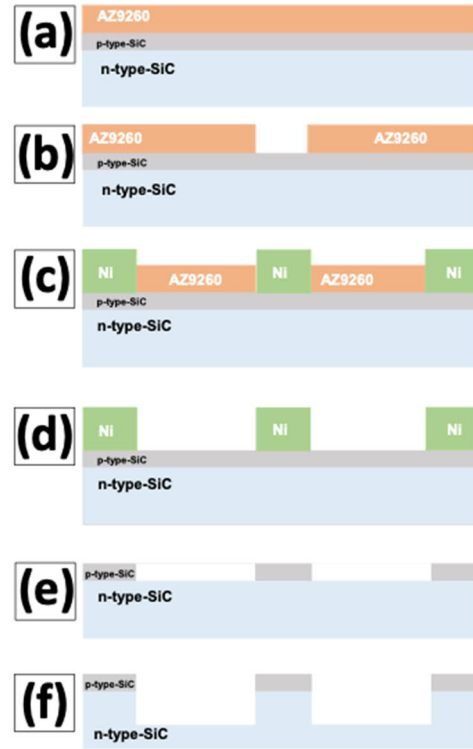 (a)
AZ9260
p-type-SiC
n-type-SiC
(b)
AZ9260 AZ9260
p-type-SiC
n-type-SiC
(c)
Ni AZ9260 Ni AZ9260 Ni
p-type-SiC
n-type-SiC
(d)
Ni Ni Ni
p-type-SiC
n-type-SiC
(e)
p-type-SiC
n-type-SiC
(f)
p-type-SiC
n-type-SiC